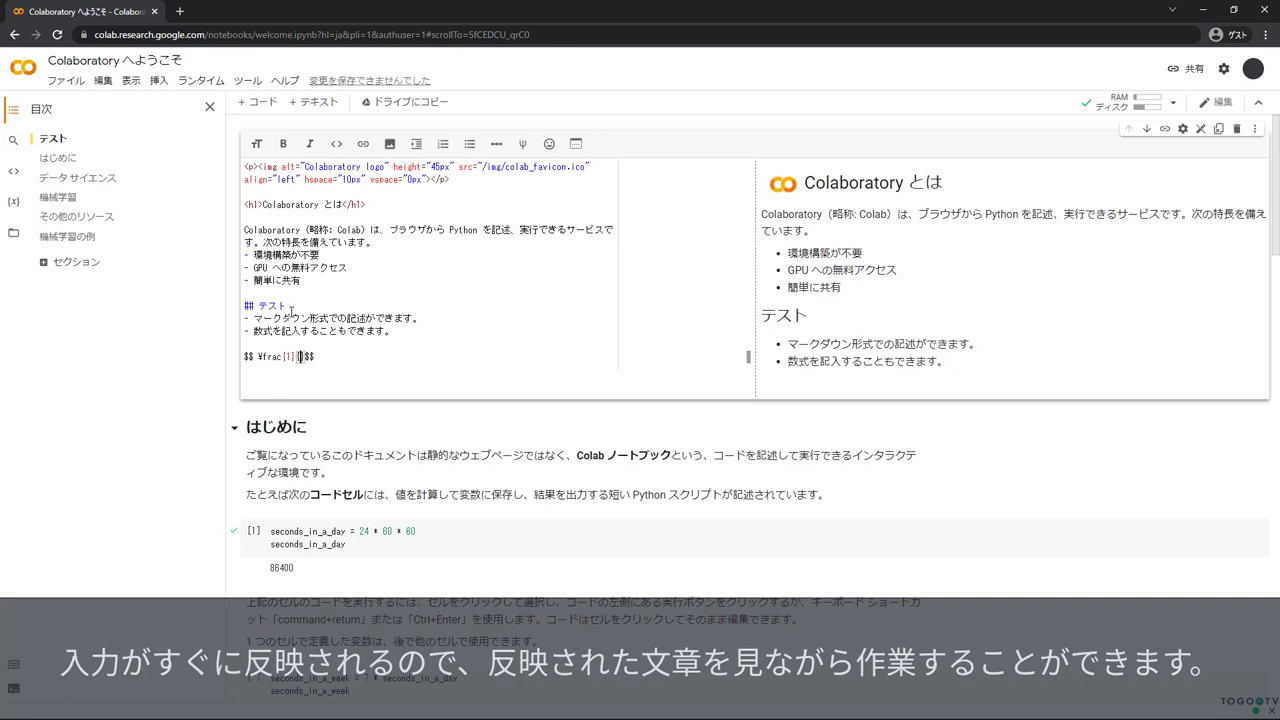 Colaboratory へようこそ - Colabor
colab.research.google.com/notebooks/welcome.ipynb?hl=ja&pli=1&authuser=1#scrollTo=5fCEDCU_qrC0
ゲスト
Colaboratory へようこそ
ファイル 編集 表示 挿入 ランタイム ツール ヘルプ 変更を保存できませんでした
共有
目次
+ コード + テキスト ドライブにコピー
RAM
ディスク
編集
テスト
はじめに
データ サイエンス
機械学習
その他のリソース
機械学習の例
セクション
<p><img alt="Colaboratory logo" height="45px" src="/img/colab_favicon.ico"
align="left" hspace="10px" vspace="0px"></p>
<h1>Colaboratory とは</h1>
Colaboratory（略称: Colab）は、ブラウザから Python を記述、実行できるサービスで
す。次の特長を備えています。
- 環境構築が不要
- GPU への無料アクセス
- 簡単に共有
## テスト
- マークダウン形式での記述ができます。
- 数式を記入することもできます。
$$ ¥frac{1}{}$$
Colaboratory とは
Colaboratory（略称: Colab）は、ブラウザから Python を記述、実行できるサービスです。次の特長を備え
ています。
• 環境構築が不要
• GPU への無料アクセス
• 簡単に共有
テスト
• マークダウン形式での記述ができます。
• 数式を記入することもできます。
はじめに
ご覧になっているこのドキュメントは静的なウェブページではなく、Colab ノートブックという、コードを記述して実行できるインタラクテ
ィブな環境です。
たとえば次のコードセルには、値を計算して変数に保存し、結果を出力する短い Python スクリプトが記述されています。
[1] seconds_in_a_day = 24 * 60 * 60
seconds_in_a_day
86400
上記のセルのコードを実行するには、セルをクリックして選択し、コードの左側にある実行ボタンをクリックするか、キーボード ショートカ
ット「command+return」または「Ctrl+Enter」を使用します。コードはセルをクリックしてそのまま編集できます。
1 つのセルで定義した変数は、後で他のセルで使用できます。
seconds_in_a_week = 7 * seconds_in_a_day
seconds_in_a_week
入力がすぐに反映されるので、反映された文章を見ながら作業することができます。
TOGOTV